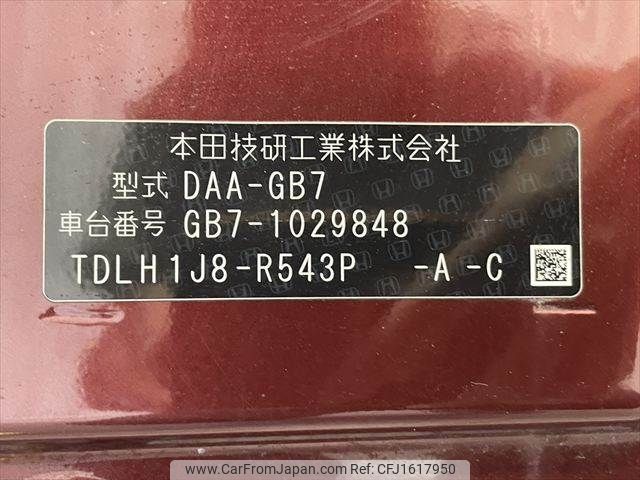 本田技研工業株式会社
型式 DAA-GB7
車台番号 GB7-1029848
TDLH1J8-R543P -A-C
www.CarFromJapan.com | Ref No. CFJ1617950